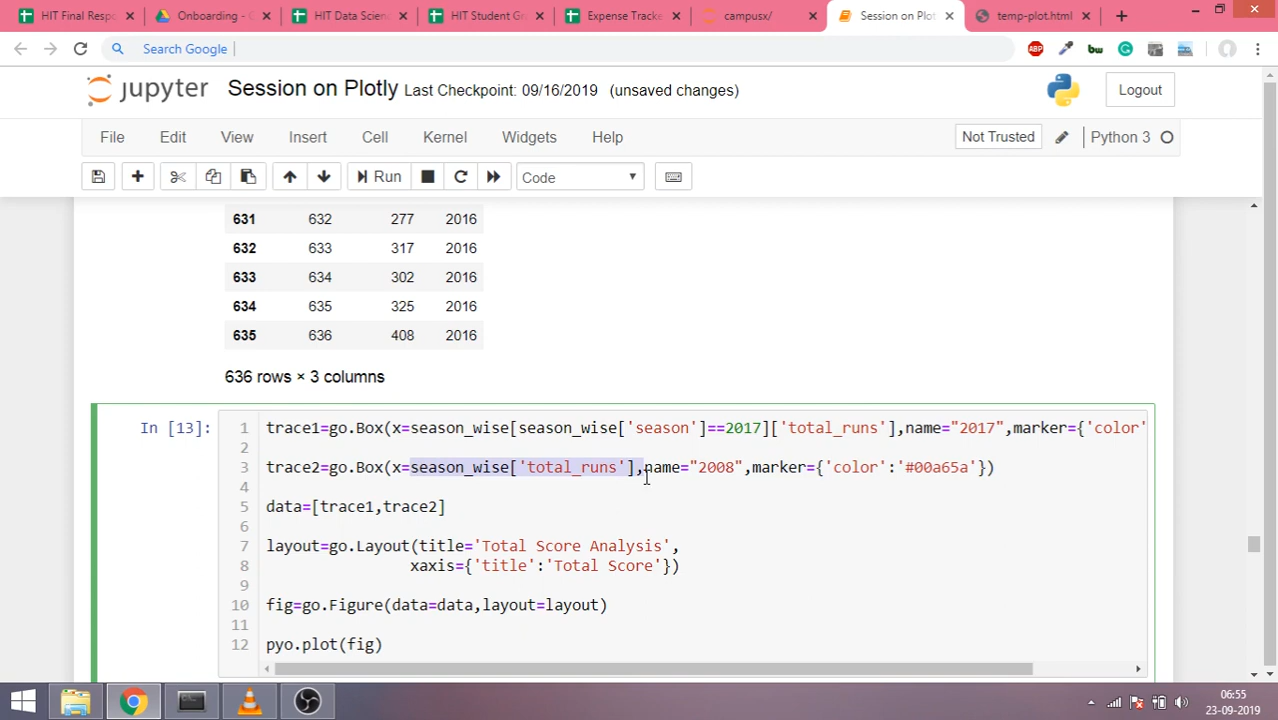 HIT Final Resp
Onboarding - G
HIT Data Scien
HIT Student Gr
Expense Tracke
campusx/
Session on Plotl
temp-plot.html
Search Google
ABP
bw
jupyter Session on Plotly Last Checkpoint: 09/16/2019 (unsaved changes)
Logout
File Edit View Insert Cell Kernel Widgets Help
Not Trusted
Python 3
Run
Code
631 632 277 2016
632 633 317 2016
633 634 302 2016
634 635 325 2016
635 636 408 2016
636 rows × 3 columns
In [13]:
1 trace1=go.Box(x=season_wise[season_wise['season']==2017]['total_runs'],name="2017",marker={'color'
2
3 trace2=go.Box(x=season_wise['total_runs'],name="2008",marker={'color':'#00a65a'})
4
5 data=[trace1,trace2]
6
7 layout=go.Layout(title='Total Score Analysis',
8 xaxis={'title':'Total Score'})
9
10 fig=go.Figure(data=data,layout=layout)
11
12 pyo.plot(fig)
06:55
23-09-2019